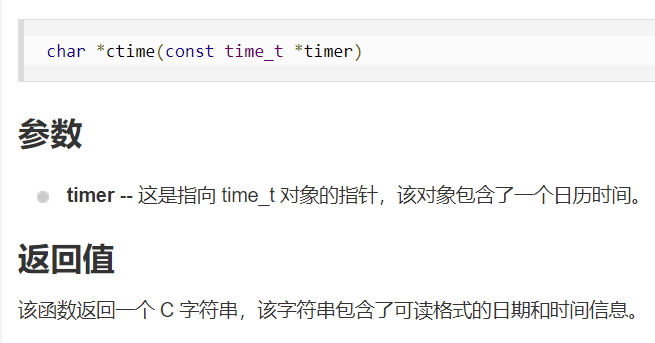 char *ctime(const time_t *timer)
参数
timer -- 这是指向 time_t 对象的指针，该对象包含了一个日历时间。
返回值
该函数返回一个 C 字符串，该字符串包含了可读格式的日期和时间信息。